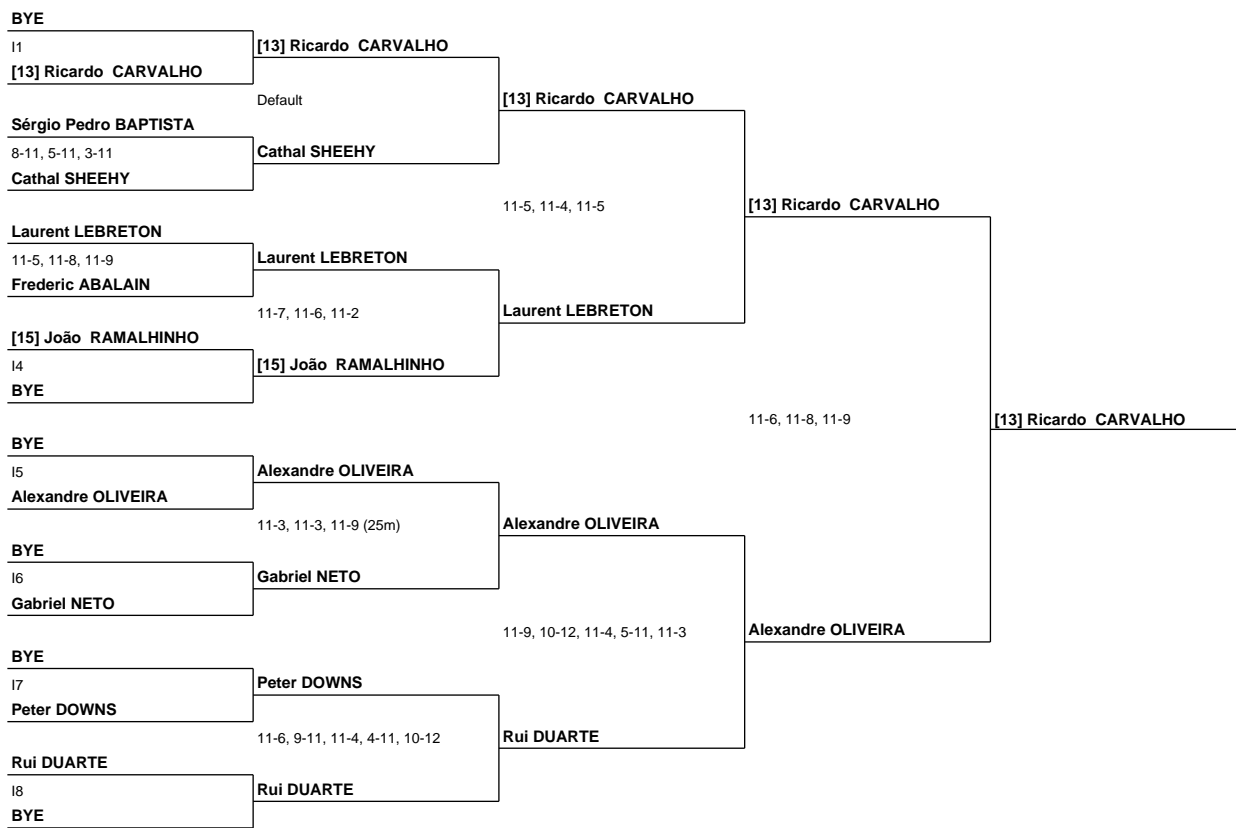 BYE
I1
[13] Ricardo CARVALHO
[13] Ricardo CARVALHO
Default
[13] Ricardo CARVALHO
Sérgio Pedro BAPTISTA
8-11, 5-11, 3-11
Cathal SHEEHY
Cathal SHEEHY
11-5, 11-4, 11-5
[13] Ricardo CARVALHO
Laurent LEBRETON
11-5, 11-8, 11-9
Laurent LEBRETON
Frederic ABALAIN
11-7, 11-6, 11-2
Laurent LEBRETON
[15] João RAMALHINHO
I4
[15] João RAMALHINHO
BYE
11-6, 11-8, 11-9
[13] Ricardo CARVALHO
BYE
I5
Alexandre OLIVEIRA
Alexandre OLIVEIRA
11-3, 11-3, 11-9 (25m)
Alexandre OLIVEIRA
BYE
I6
Gabriel NETO
Gabriel NETO
11-9, 10-12, 11-4, 5-11, 11-3
Alexandre OLIVEIRA
BYE
I7
Peter DOWNS
Peter DOWNS
11-6, 9-11, 11-4, 4-11, 10-12
Rui DUARTE
Rui DUARTE
I8
Rui DUARTE
BYE